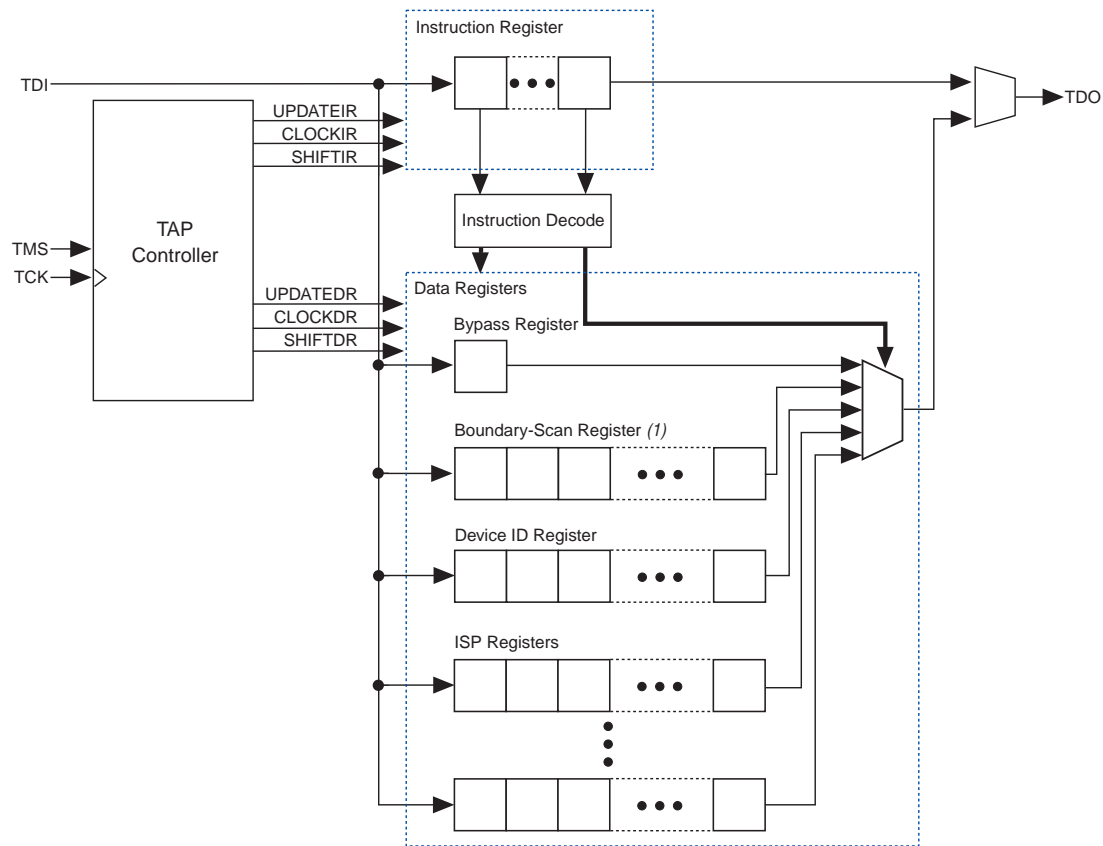 Instruction Register
TDI
TDO
UPDATEIR
CLOCKIR
SHIFTIR
TAP
Controller
Instruction Decode
TMS
TCK
Data Registers
UPDATEDR
CLOCKDR
SHIFTDR
Bypass Register
Boundary-Scan Register (1)
Device ID Register
ISP Registers